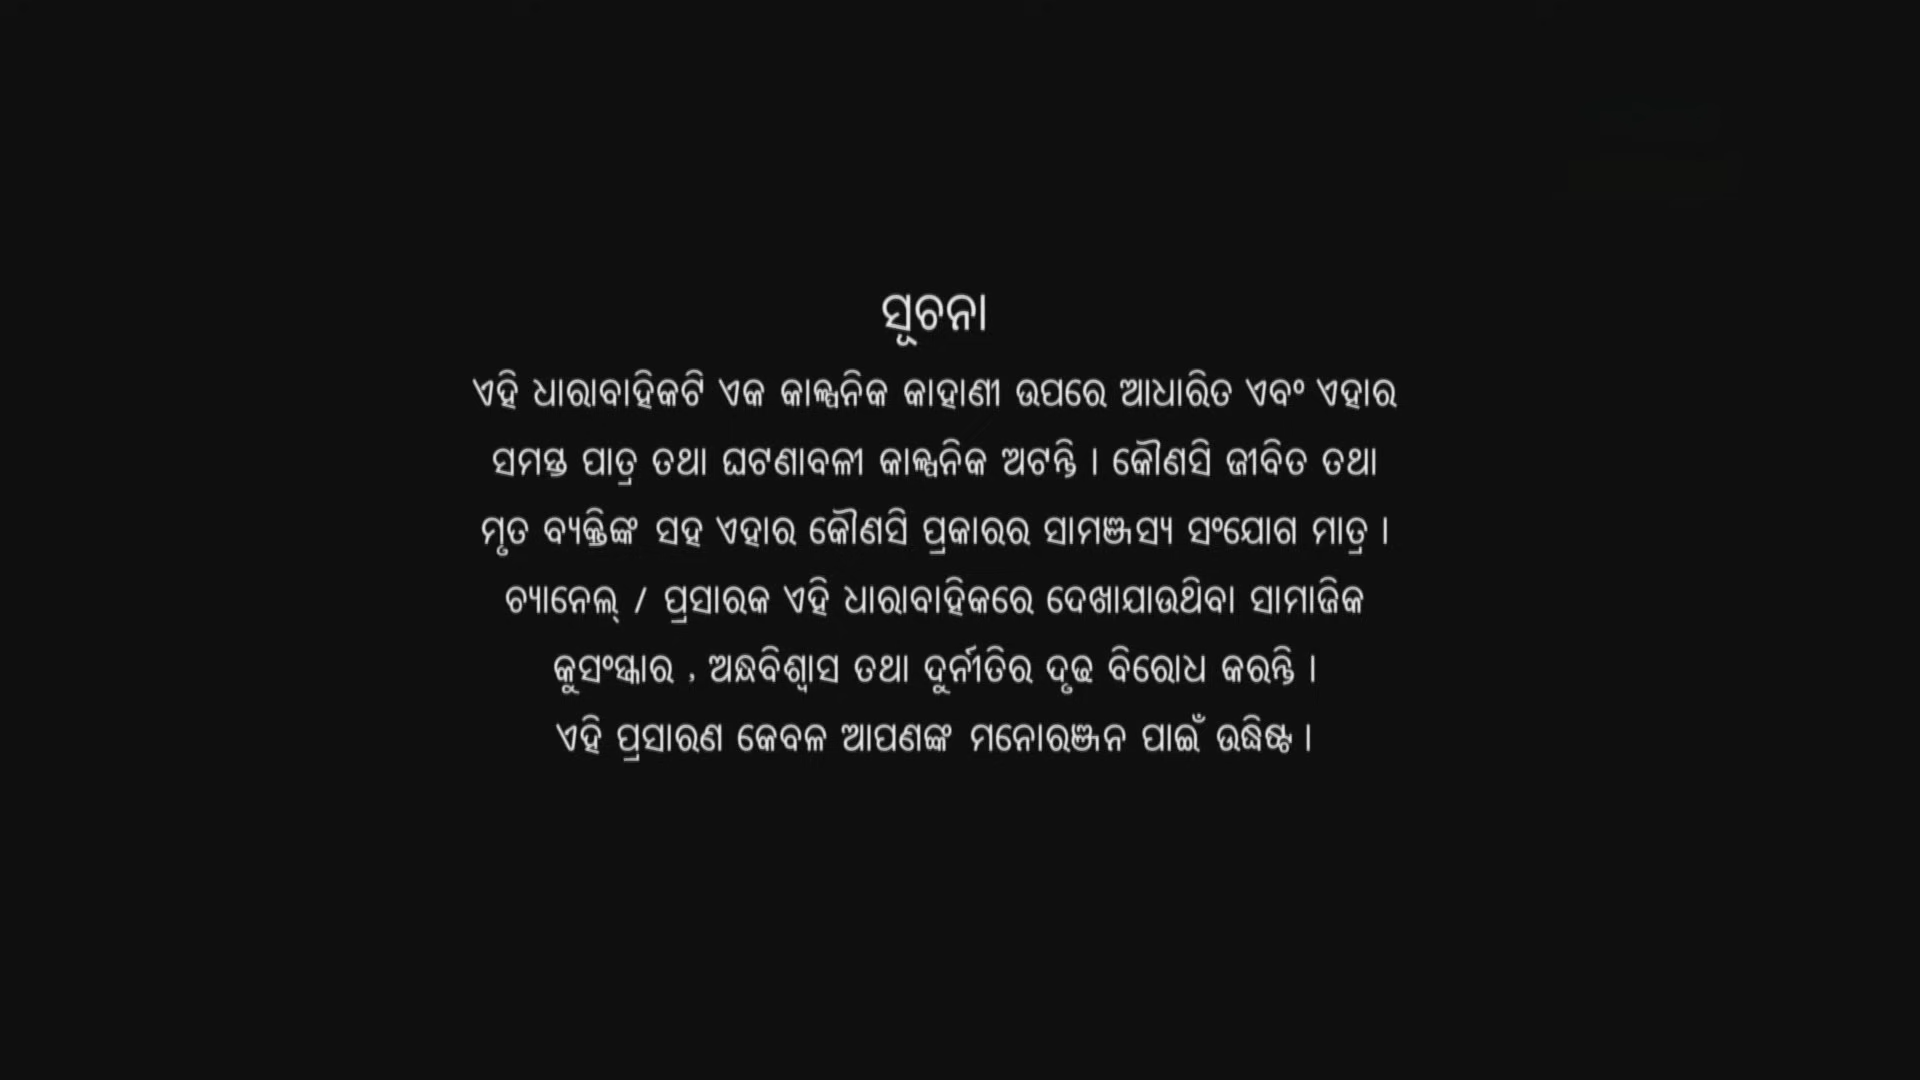 ସୂଚନା
ଏହି ଧାରାବାହିକଟି ଏକ କାଳ୍ପନିକ କାହାଣୀ ଉପରେ ଆଧାରିତ ଏବଂ ଏହାର
ସମସ୍ତ ପାତ୍ର ତଥା ଘଟଣାବଳୀ କାଳ୍ପନିକ ଅଟନ୍ତି । କୌଣସି ଜୀବିତ ତଥା
ମୃତ ବ୍ୟକ୍ତିଙ୍କ ସହ ଏହାର କୌଣସି ପ୍ରକାରର ସାମଞ୍ଜସ୍ୟ ସଂଯୋଗ ମାତ୍ର ।
ଚ୍ୟାନେଲ୍ / ପ୍ରସାରକ ଏହି ଧାରାବାହିକରେ ଦେଖାଯାଉଥିବା ସାମାଜିକ
କୁସଂସ୍କାର , ଅନ୍ଧବିଶ୍ୱାସ ତଥା ଦୁର୍ନୀତିର ଦୃଢ ବିରୋଧ କରନ୍ତି ।
ଏହି ପ୍ରସାରଣ କେବଳ ଆପଣଙ୍କ ମନୋରଞ୍ଜନ ପାଇଁ ଉଦ୍ଧିଷ୍ଟ ।